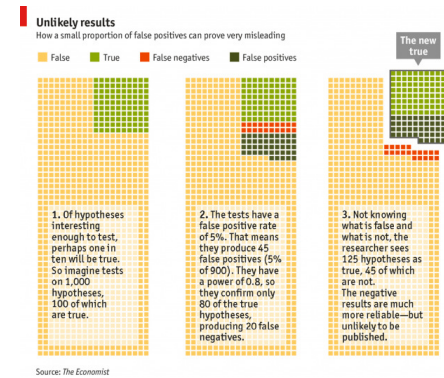 Unlikely results
How a small proportion of false positives can prove very misleading
False
True
False negatives
False positives
The new
true
1. Of hypotheses
interesting
enough to test,
perhaps one in
ten will be true.
So imagine tests
on 1,000
hypotheses,
100 of which
are true.
2. The tests have a
false positive rate
of 5%. That means
they produce 45
false positives (5%
of 900). They have
a power of 0.8, so
they confirm only
80 of the true
hypotheses,
producing 20 false
negatives.
3. Not knowing
what is false and
what is not, the
researcher sees
125 hypotheses as
true, 45 of which
are not.
The negative
results are much
more reliable—but
unlikely to be
published.
Source: The Economist